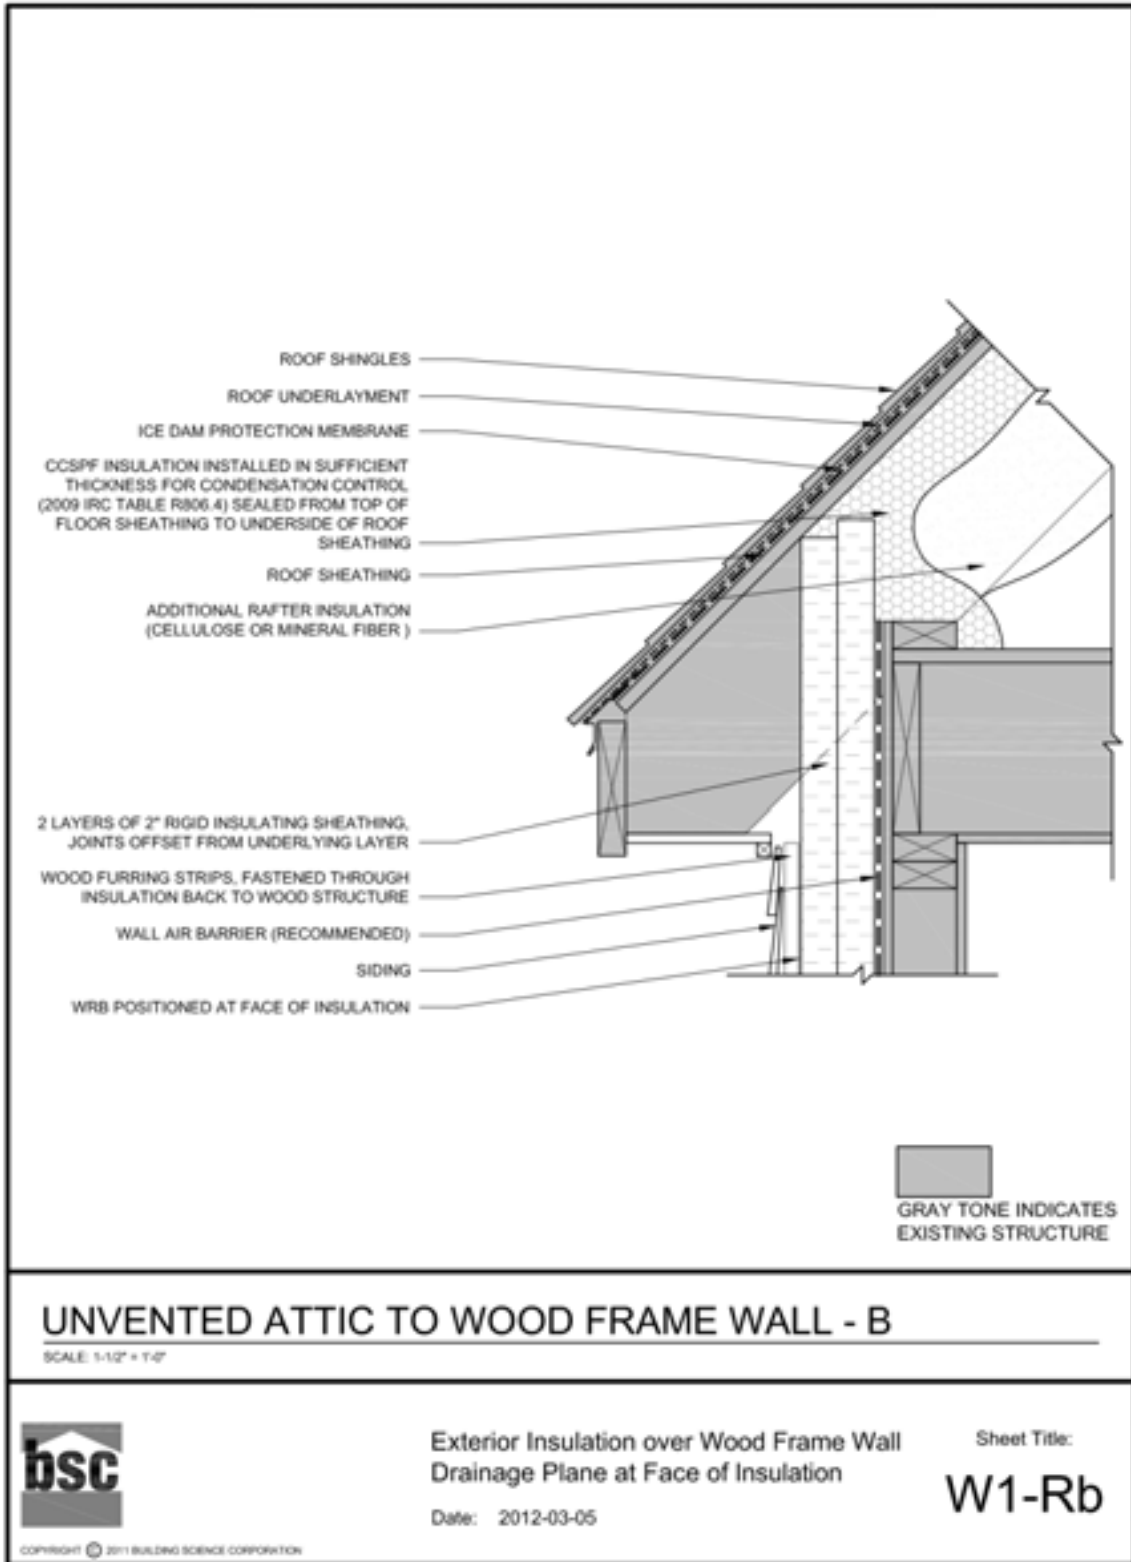 ROOF SHINGLES
ROOF UNDERLAYMENT
ICE DAM PROTECTION MEMBRANE
CCSPF INSULATION INSTALLED IN SUFFICIENT
THICKNESS FOR CONDENSATION CONTROL
(2009 IRC TABLE R806.4) SEALED FROM TOP OF
FLOOR SHEATHING TO UNDERSIDE OF ROOF
SHEATHING
ROOF SHEATHING
ADDITIONAL RAFTER INSULATION
(CELLULOSE OR MINERAL FIBER )
2 LAYERS OF 2" RIGID INSULATING SHEATHING,
JOINTS OFFSET FROM UNDERLYING LAYER
WOOD FURRING STRIPS, FASTENED THROUGH
INSULATION BACK TO WOOD STRUCTURE
WALL AIR BARRIER (RECOMMENDED)
SIDING
WRB POSITIONED AT FACE OF INSULATION
GRAY TONE INDICATES
EXISTING STRUCTURE
UNVENTED ATTIC TO WOOD FRAME WALL - B
SCALE: 1-1/2" = 1'-0"
bsc
Exterior Insulation over Wood Frame Wall
Drainage Plane at Face of Insulation
Date: 2012-03-05
Sheet Title:
W1-Rb
COPYRIGHT © 2011 BUILDING SCIENCE CORPORATION